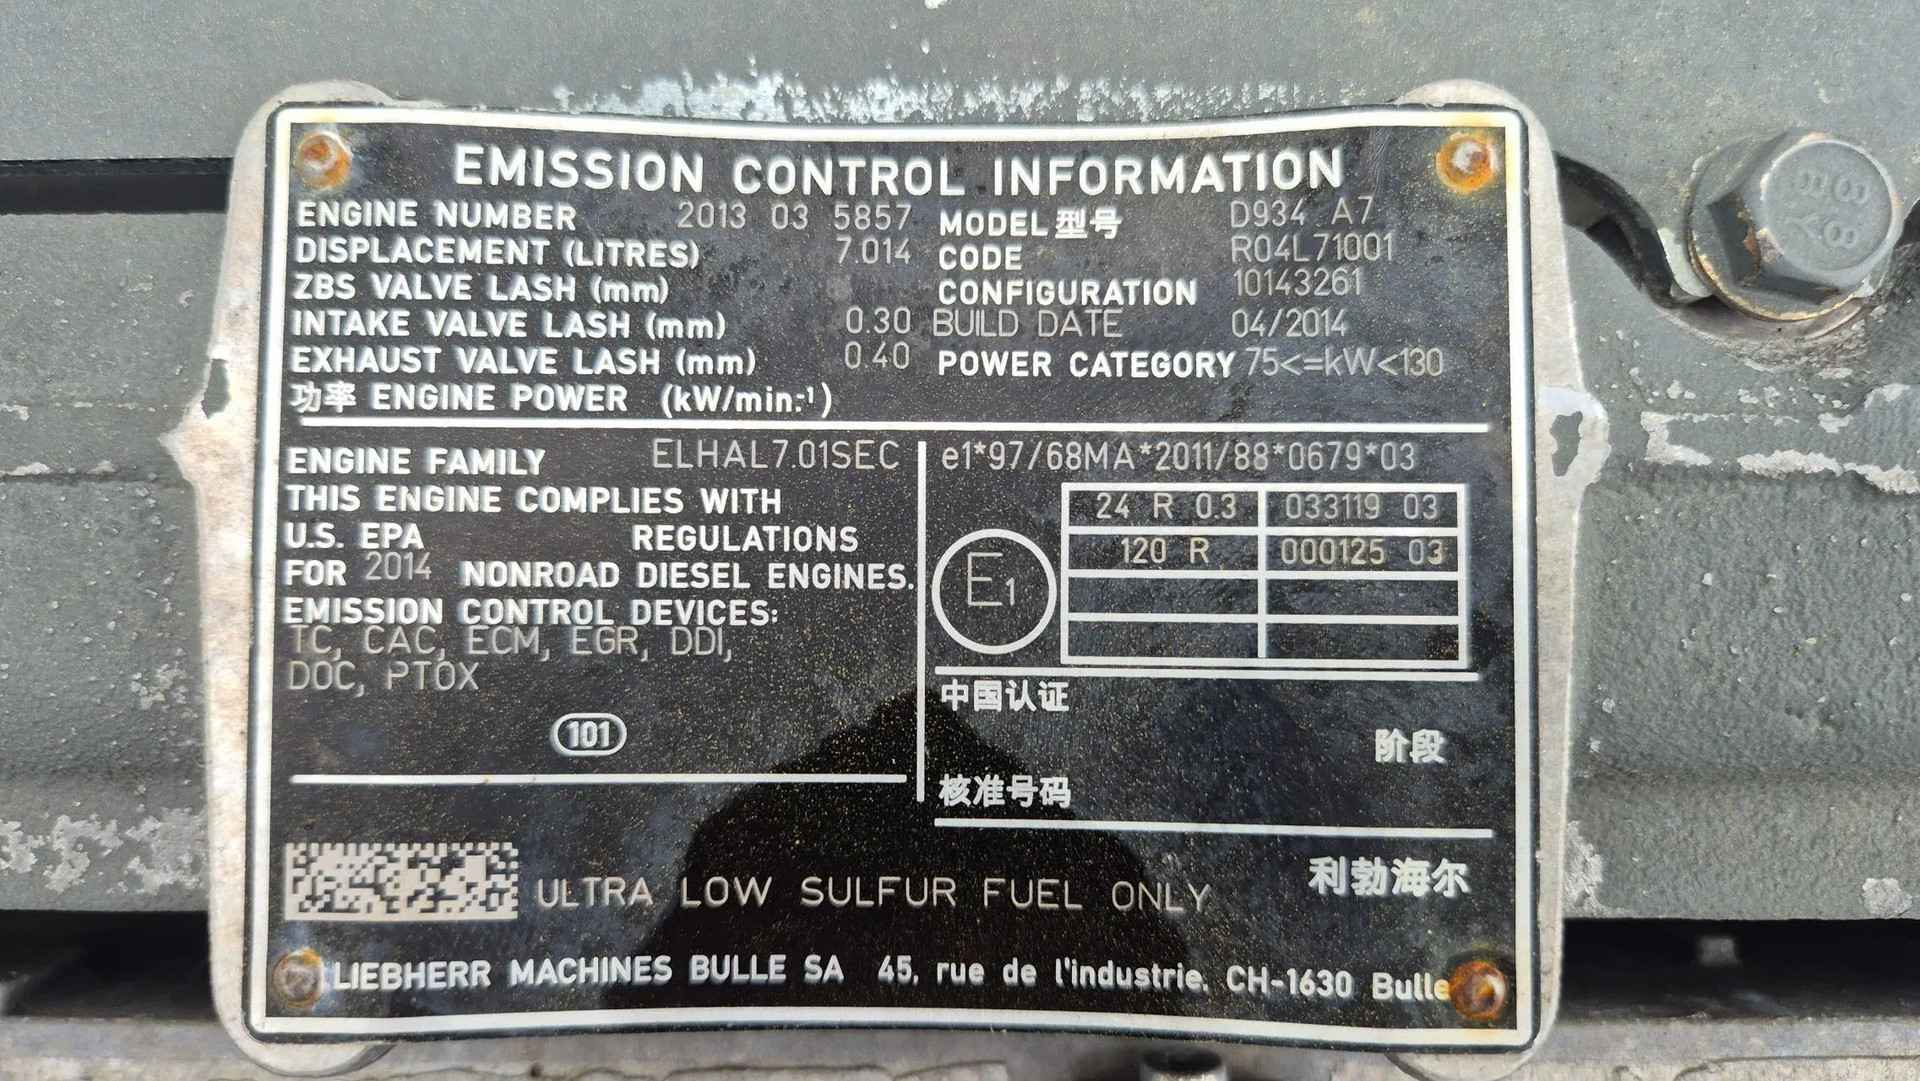 EMISSION CONTROL INFORMATION
ENGINE NUMBER 2013 03 5857 MODEL型号 D934 A7
DISPLACEMENT (LITRES) 7.014 CODE R04L71001
ZBS VALVE LASH (mm) CONFIGURATION 10143261
INTAKE VALVE LASH (mm) 0.30 BUILD DATE 04/2014
EXHAUST VALVE LASH (mm) 0.40 POWER CATEGORY 75<=kW<130
功率 ENGINE POWER (kW/min.-¹)
ENGINE FAMILY ELHAL7.01SEC
THIS ENGINE COMPLIES WITH
U.S. EPA REGULATIONS
FOR 2014 NONROAD DIESEL ENGINES.
EMISSION CONTROL DEVICES:
TC, CAC, ECM, EGR, DDI,
DOC, PTOX
101
e1*97/68MA*2011/88*0679*03
24 R 0.3 033119 03
120 R 000125 03
E1
中国认证
阶段
核准号码
利勃海尔
ULTRA LOW SULFUR FUEL ONLY
LIEBHERR MACHINES BULLE SA 45, rue de l'industrie, CH-1630 Bulle
8.8